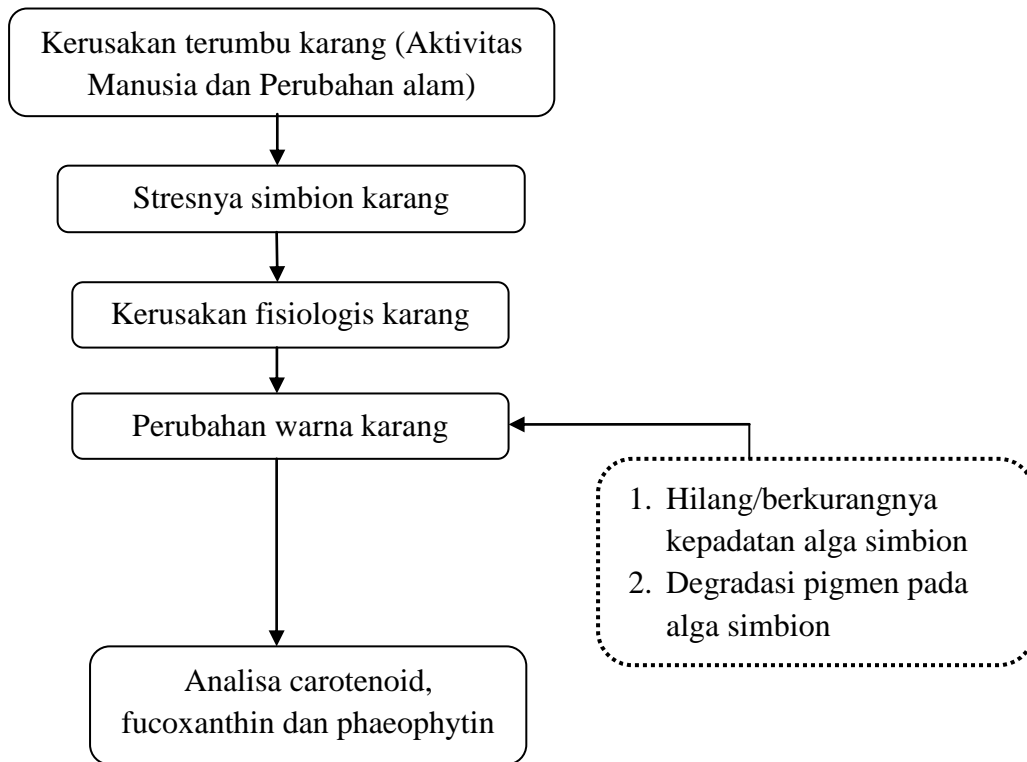 Kerusakan terumbu karang (Aktivitas
Manusia dan Perubahan alam)
Stresnya simbion karang
Kerusakan fisiologis karang
Perubahan warna karang
1. Hilang/berkurangnya
kepadatan alga simbion
2. Degradasi pigmen pada
alga simbion
Analisa carotenoid,
fucoxanthin dan phaeophytin